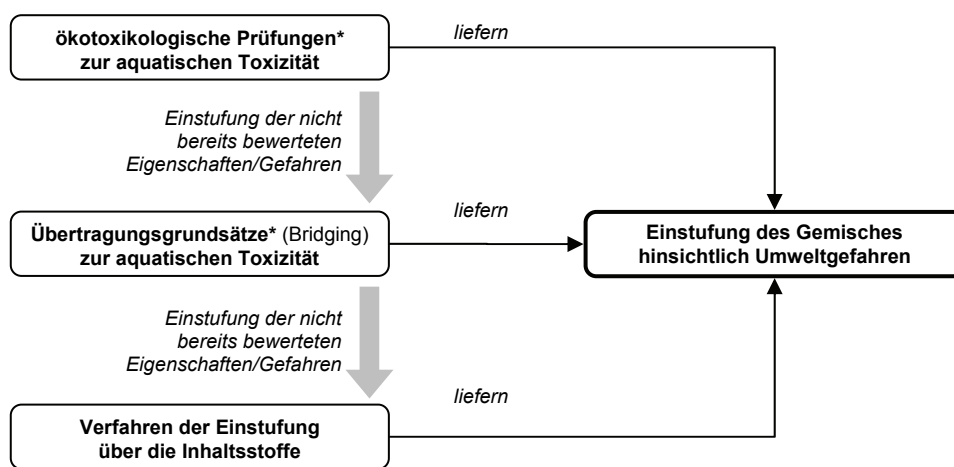 ökotoxikologische Prüfungen*
zur aquatischen Toxizität
liefern
Einstufung der nicht
bereits bewerteten
Eigenschaften/Gefahren
Übertragungsgrundsätze* (Bridging)
zur aquatischen Toxizität
liefern
Einstufung des Gemisches
hinsichtlich Umweltgefahren
Einstufung der nicht
bereits bewerteten
Eigenschaften/Gefahren
Verfahren der Einstufung
über die Inhaltsstoffe
liefern